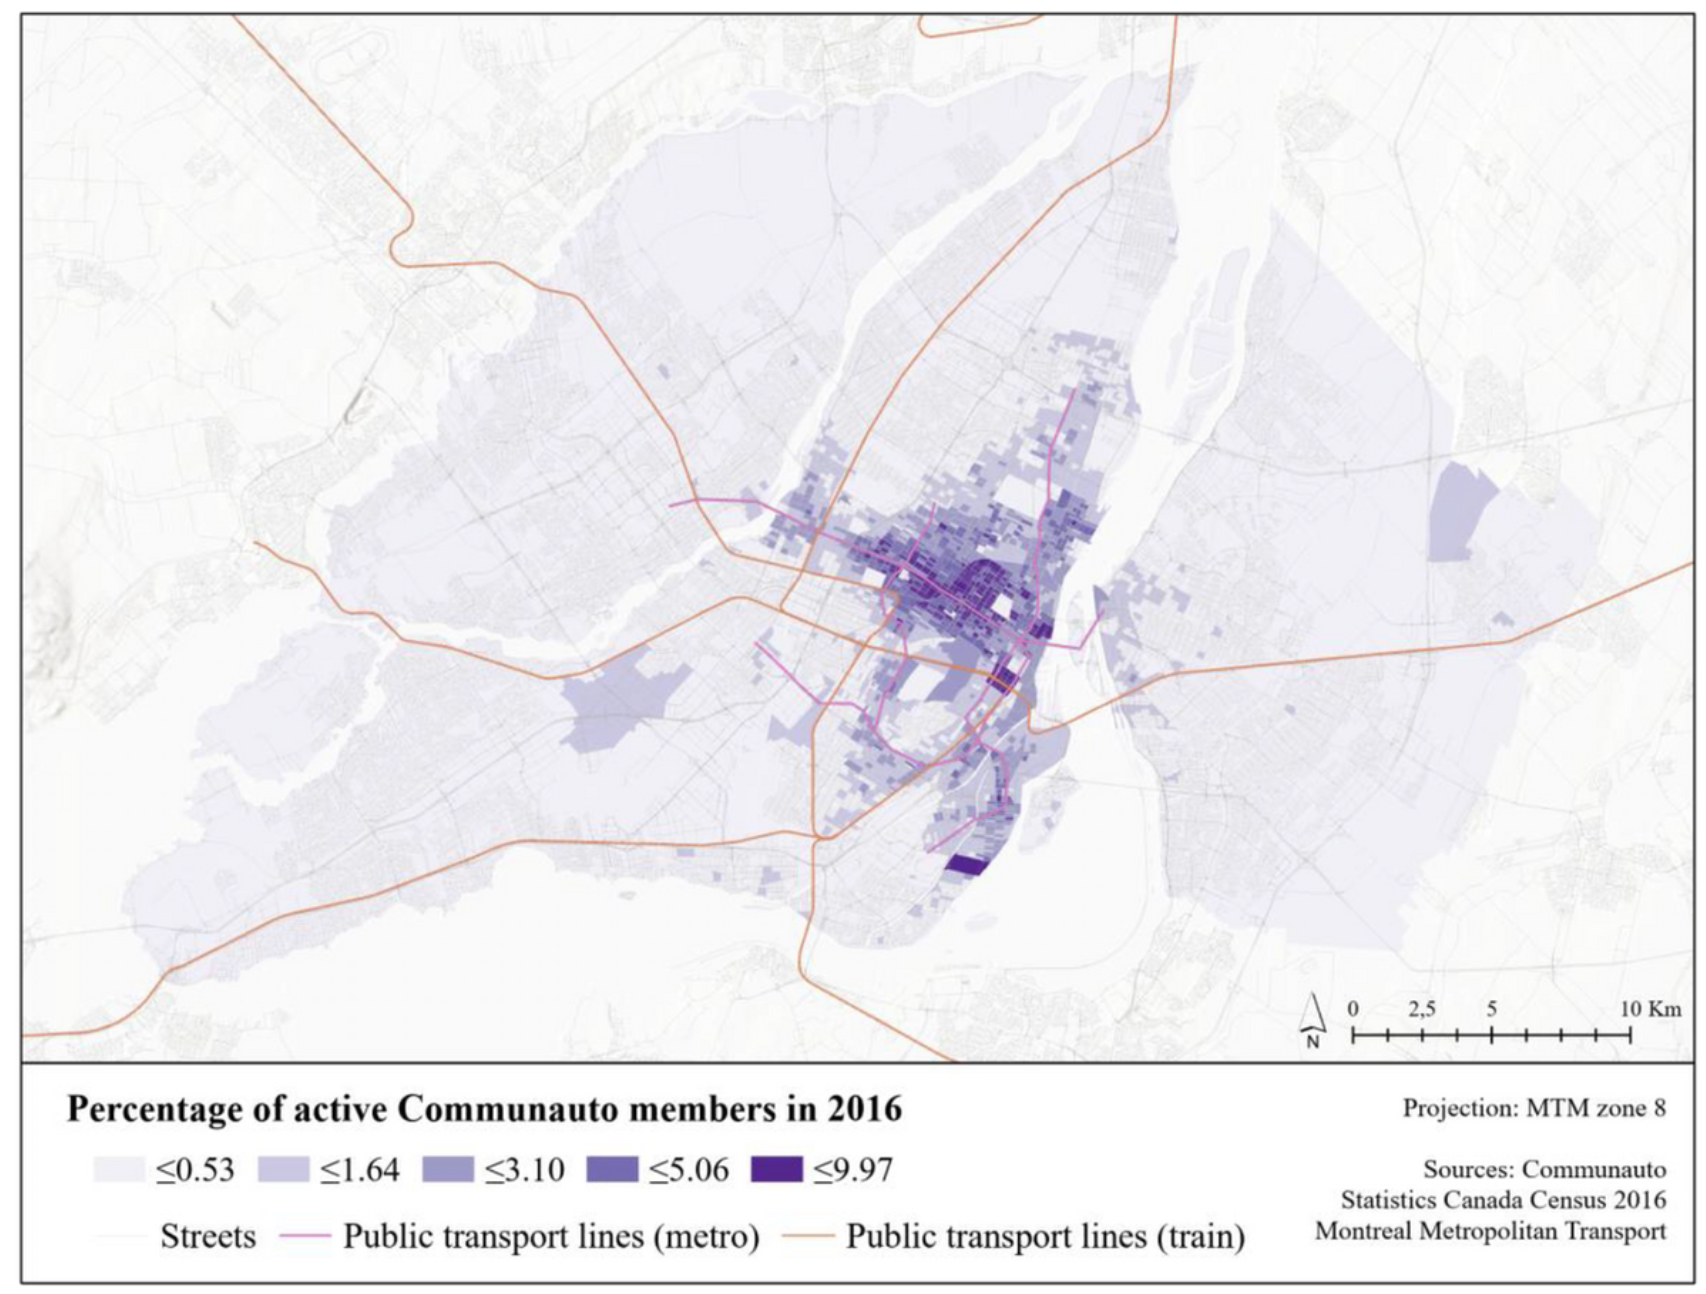 0 2,5 5 10 Km
N
Percentage of active Communauto members in 2016
≤0.53 ≤1.64 ≤3.10 ≤5.06 ≤9.97
Streets Public transport lines (metro) Public transport lines (train)
Projection: MTM zone 8
Sources: Communauto
Statistics Canada Census 2016
Montreal Metropolitan Transport